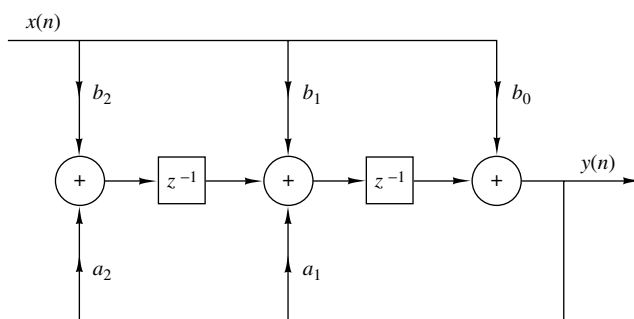 x(n)
b₂ b₁ b₀
+ z⁻¹ + z⁻¹ + y(n)
a₂ a₁